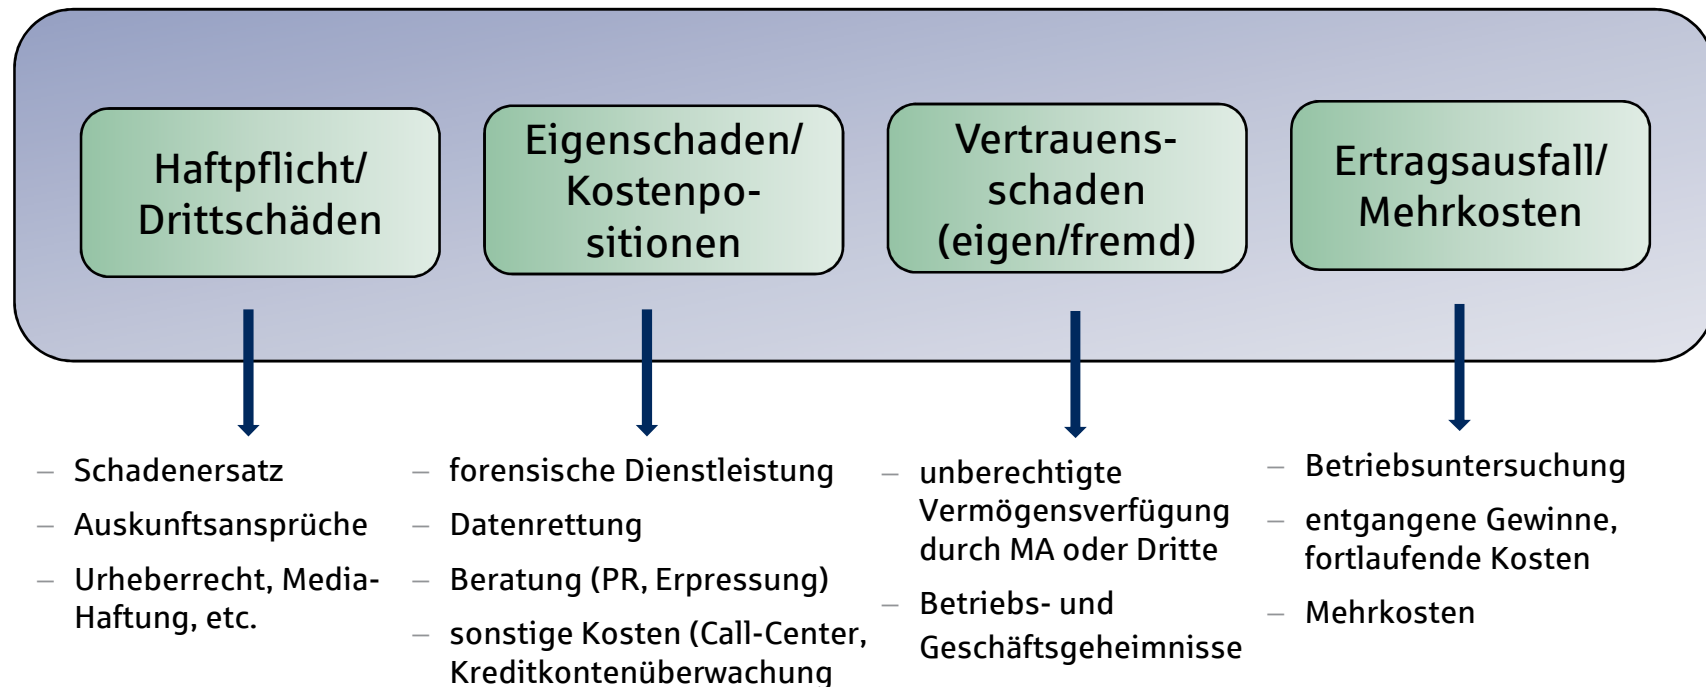 Haftpflicht/
Drittschäden
Eigenschaden/
Kostenpo-
sitionen
Vertrauens-
schaden
(eigen/fremd)
Ertragsausfall/
Mehrkosten
– Schadenersatz
– Auskunftsansprüche
– Urheberrecht, Media-
Haftung, etc.
– forensische Dienstleistung
– Datenrettung
– Beratung (PR, Erpressung)
– sonstige Kosten (Call-Center,
Kreditkontenüberwachung
– unberechtigte
Vermögensverfügung
durch MA oder Dritte
– Betriebs- und
Geschäftsgeheimnisse
– Betriebsuntersuchung
– entgangene Gewinne,
fortlaufende Kosten
– Mehrkosten